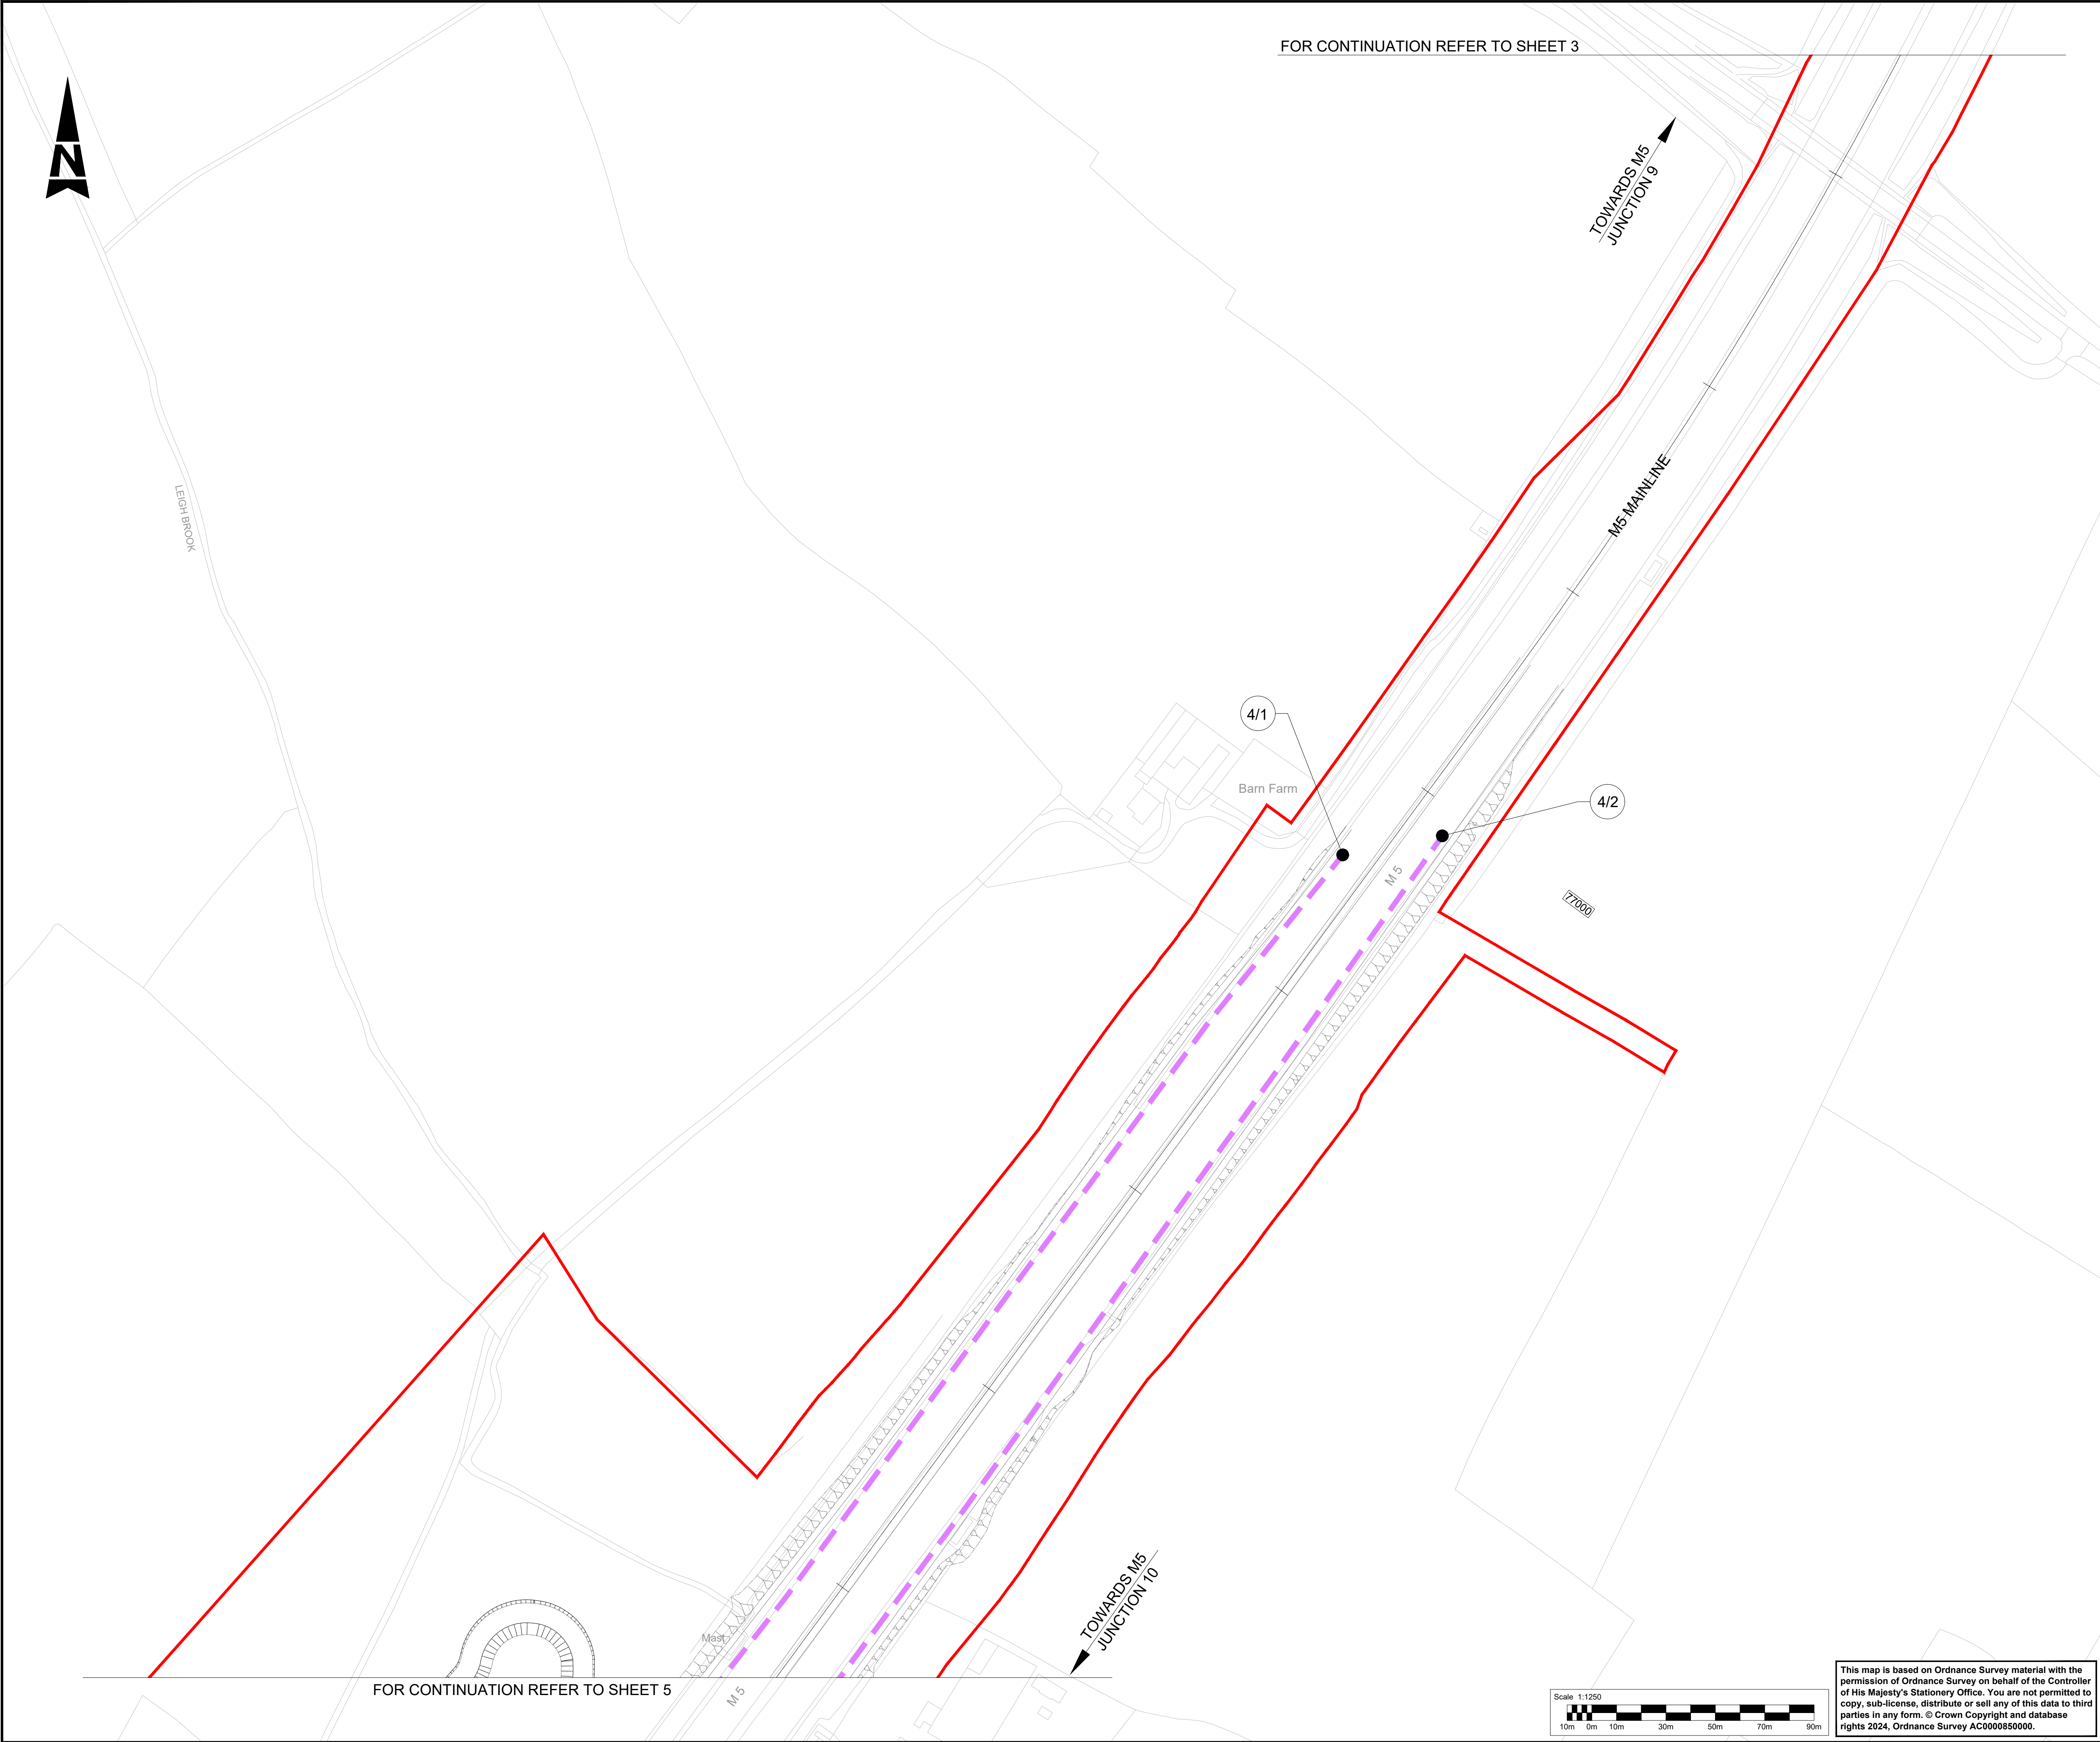 FOR CONTINUATION REFER TO SHEET 3
N
TOWARDS M5
JUNCTION 9
LEIGH BROOK
M5 MAINLINE
4/1
Barn Farm
4/2
M 5
77000
TOWARDS M5
JUNCTION 10
Mast
FOR CONTINUATION REFER TO SHEET 5
M 5
Scale 1:1250
10m 0m 10m 30m 50m 70m 90m
This map is based on Ordnance Survey material with the
permission of Ordnance Survey on behalf of the Controller
of His Majesty's Stationery Office. You are not permitted to
copy, sub-license, distribute or sell any of this data to third
parties in any form. © Crown Copyright and database
rights 2024, Ordnance Survey AC0000850000.